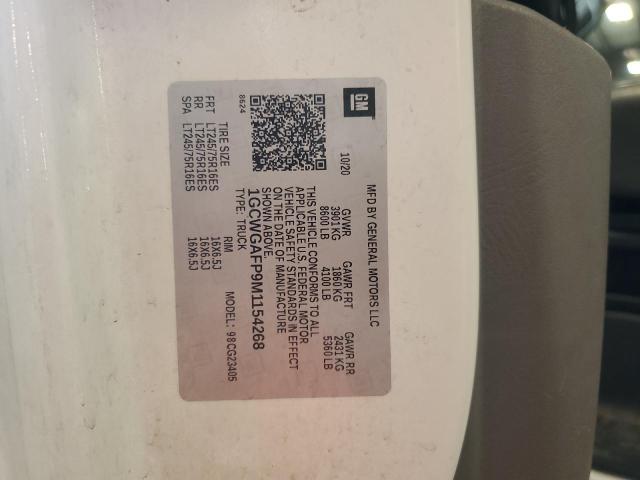 GM
MFD BY GENERAL MOTORS LLC
10/20 GVWR GAWR FRT GAWR RR
3901 KG 1860 KG 2431 KG
8600 LB 4100 LB 5360 LB
THIS VEHICLE CONFORMS TO ALL
APPLICABLE U.S. FEDERAL MOTOR
VEHICLE SAFETY STANDARDS IN EFFECT
ON THE DATE OF MANUFACTURE
SHOWN ABOVE.
1GCWGAFP9M1154268
8624 TYPE: TRUCK MODEL: 98CG23405
TIRE SIZE RIM
FRT LT245/75R16ES 16X6.5J
RR LT245/75R16ES 16X6.5J
SPA LT245/75R16ES 16X6.5J